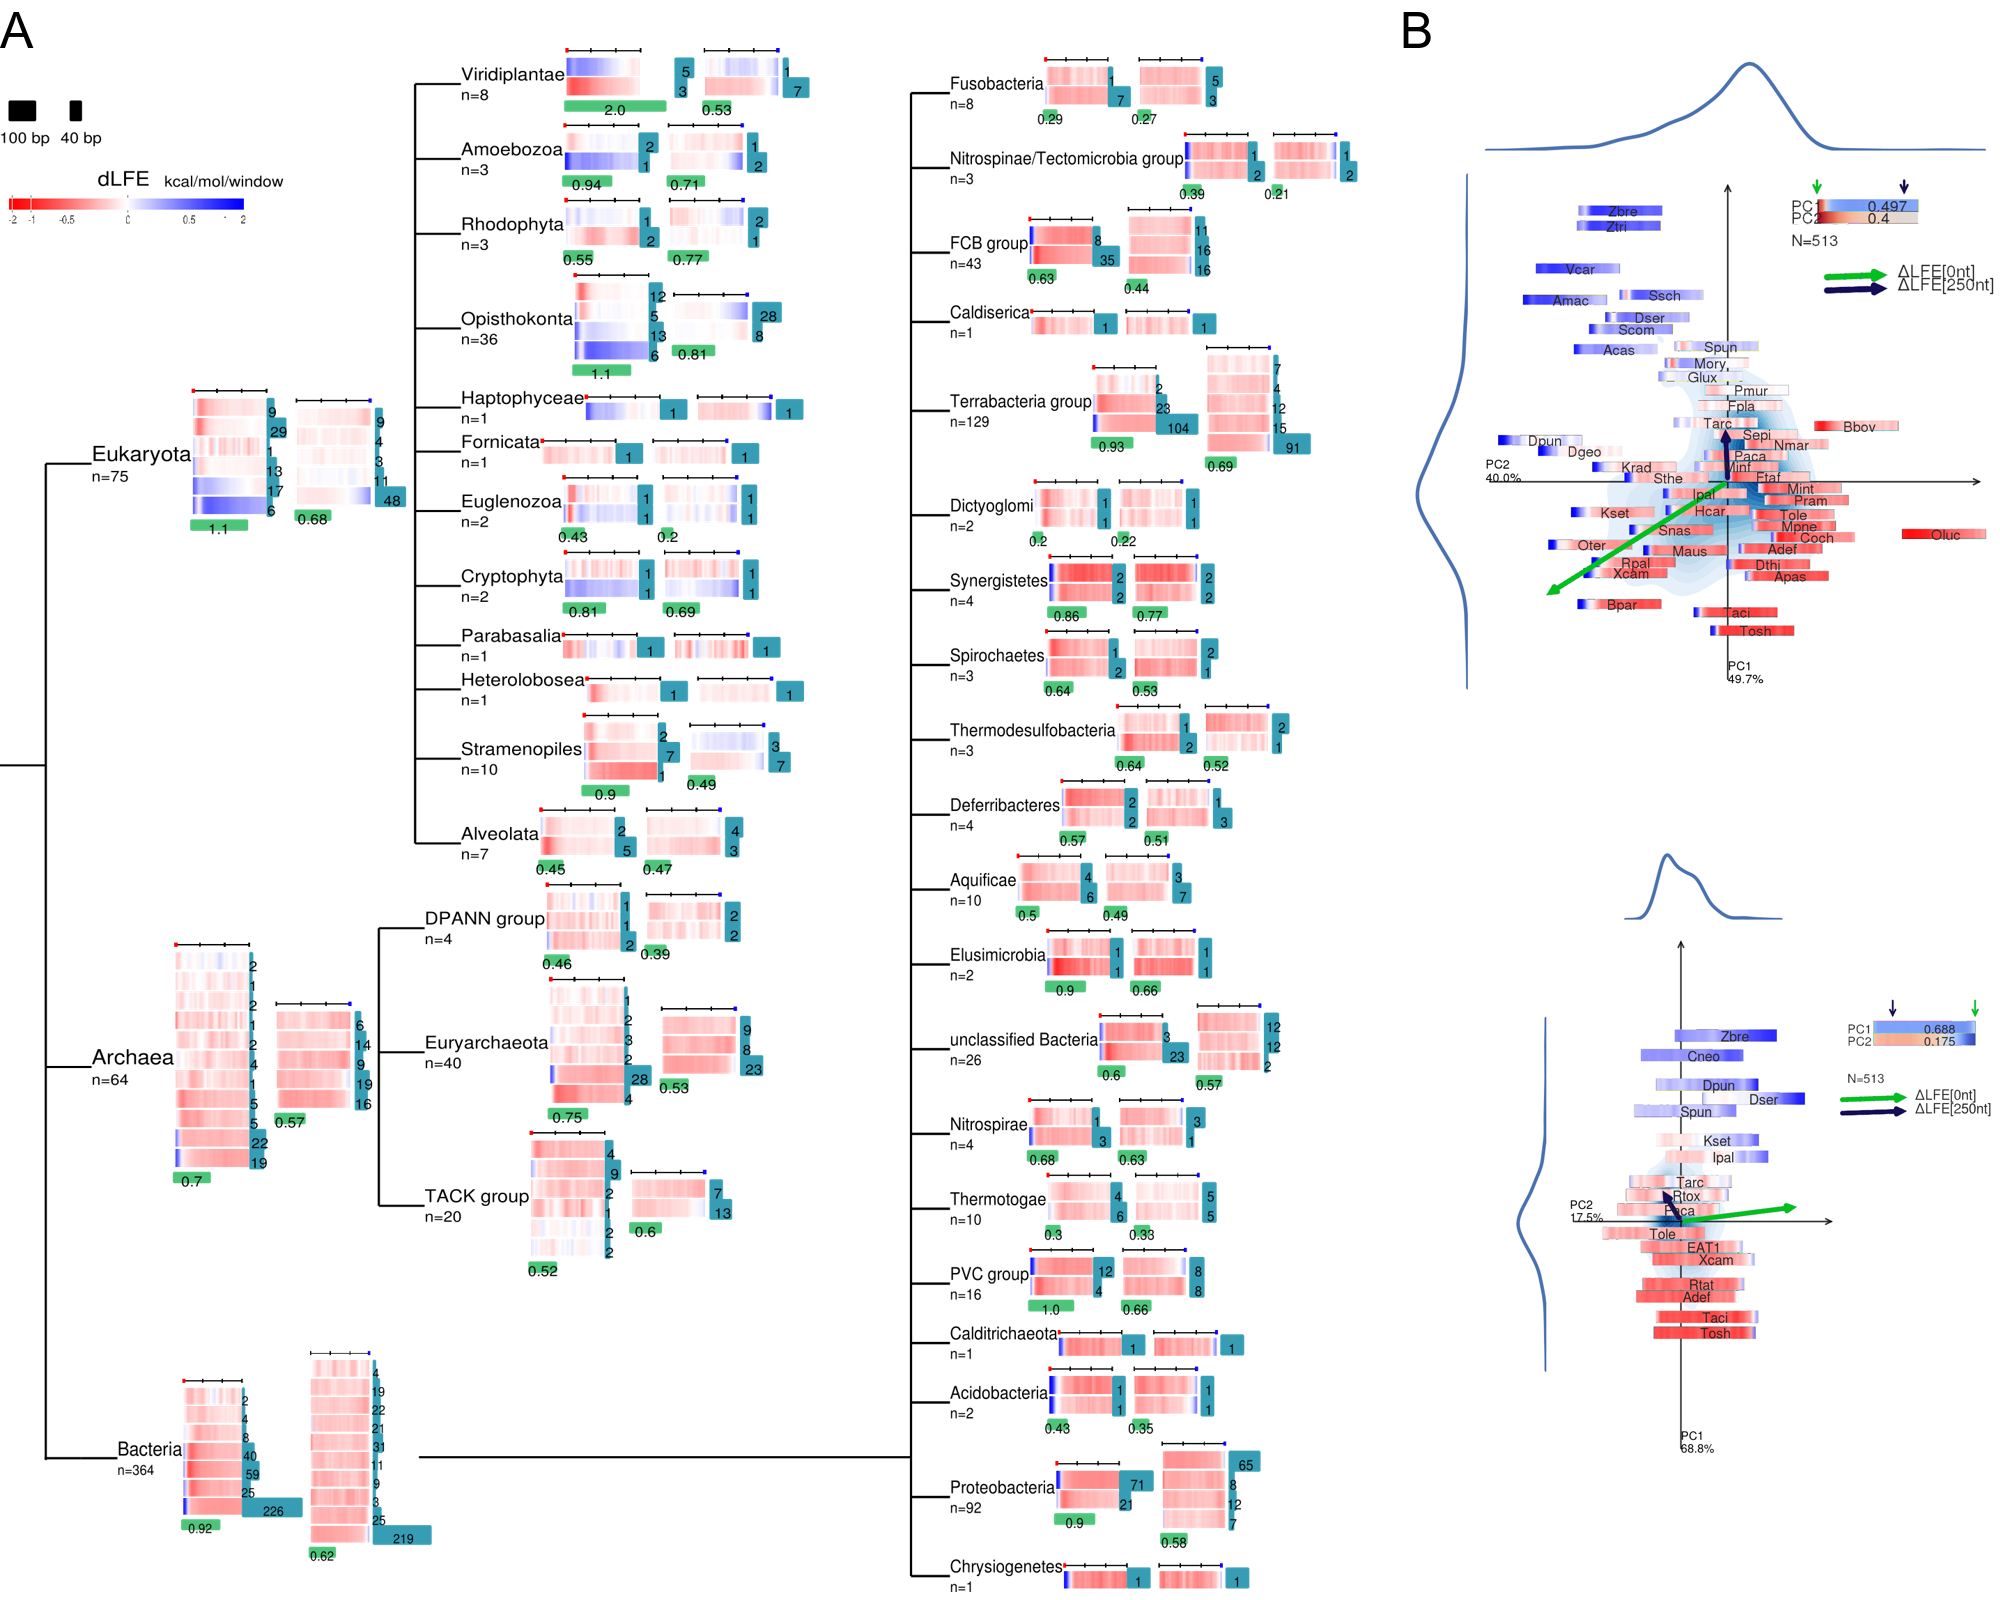 A
B
100 bp 40 bp
dLFE kcal/mol/window
-2 -1 -0.5 0 0.5 2
Eukaryota
n=75
9
29
1
13
17
6
1.1
9
4
3
11
48
0.68
Archaea
n=64
2
1
2
1
2
4
1
5
5
22
19
0.7
6
14
9
19
16
0.57
Bacteria
n=364
2
4
8
40
59
25
226
0.92
4
19
22
21
31
11
9
3
25
219
0.62
Viridiplantae
n=8
5
3
2.0
1
7
0.53
Amoebozoa
n=3
2
1
0.94
1
2
0.71
Rhodophyta
n=3
1
2
0.55
2
1
0.77
Opisthokonta
n=36
12
5
13
6
1.1
28
8
0.81
Haptophyceae
n=1
1
1
Fornicata
n=1
1
1
Euglenozoa
n=2
1
1
0.43
1
1
0.2
Cryptophyta
n=2
1
1
0.81
1
1
0.69
Parabasalia
n=1
1
1
Heterolobosea
n=1
1
1
Stramenopiles
n=10
2
7
1
0.9
3
7
0.49
Alveolata
n=7
2
5
0.45
4
3
0.47
DPANN group
n=4
1
1
2
0.46
2
2
0.39
Euryarchaeota
n=40
1
2
3
2
28
4
0.75
9
8
23
0.53
TACK group
n=20
4
9
2
1
2
2
0.52
7
13
0.6
Fusobacteria
n=8
1
7
0.29
5
3
0.27
Nitrospinae/Tectomicrobia group
n=3
1
2
0.39
1
2
0.21
FCB group
n=43
8
35
0.63
11
16
16
0.44
Caldiserica
n=1
1
1
Terrabacteria group
n=129
2
23
104
0.93
7
4
12
15
91
0.69
Dictyoglomi
n=2
1
1
0.2
1
1
0.22
Synergistetes
n=4
2
2
0.86
2
2
0.77
Spirochaetes
n=3
1
2
0.64
2
1
0.53
Thermodesulfobacteria
n=3
1
2
0.64
2
1
0.52
Deferribacteres
n=4
2
2
0.57
1
3
0.51
Aquificae
n=10
4
6
0.5
3
7
0.49
Elusimicrobia
n=2
1
1
0.9
1
1
0.66
unclassified Bacteria
n=26
3
23
0.6
12
12
2
0.57
Nitrospirae
n=4
1
3
0.68
3
1
0.63
Thermotogae
n=10
4
6
0.3
5
5
0.33
PVC group
n=16
12
4
1.0
8
8
0.66
Calditrichaeota
n=1
1
1
Acidobacteria
n=2
1
1
0.43
1
1
0.35
Proteobacteria
n=92
71
21
0.9
65
8
12
7
0.58
Chrysiogenetes
n=1
1
1
PC1 0.497
PC2 0.4
N=513
ΔLFE[0nt]
ΔLFE[250nt]
Zbre
Ztri
Vcar
Amac Ssch
Dser
Scom
Acas Spun
Mory
Glux
Pmur
Fpla
Tarc
Bbov
Sepi
Dpun
Nmar
Dgeo
Paca
Krad Minf
Sthe Ftaf
PC2
40.0%
Ipal Mint
Pram
Kset Hcar
Tole
Snas Mpne
Coch
Oluc
Oter Maus Adef
Rpal Dthi
Xcam Apas
Bpar Taci
Tosh
PC1
49.7%
PC1 0.688
PC2 0.175
N=513
ΔLFE[0nt]
ΔLFE[250nt]
Zbre
Cneo
Dpun
Dser
Spun
Kset
Ipal
Tarc
Rtox
Paca
PC2
17.5%
Tole
EAT1
Xcam
Rtat
Adef
Taci
Tosh
PC1
68.8%